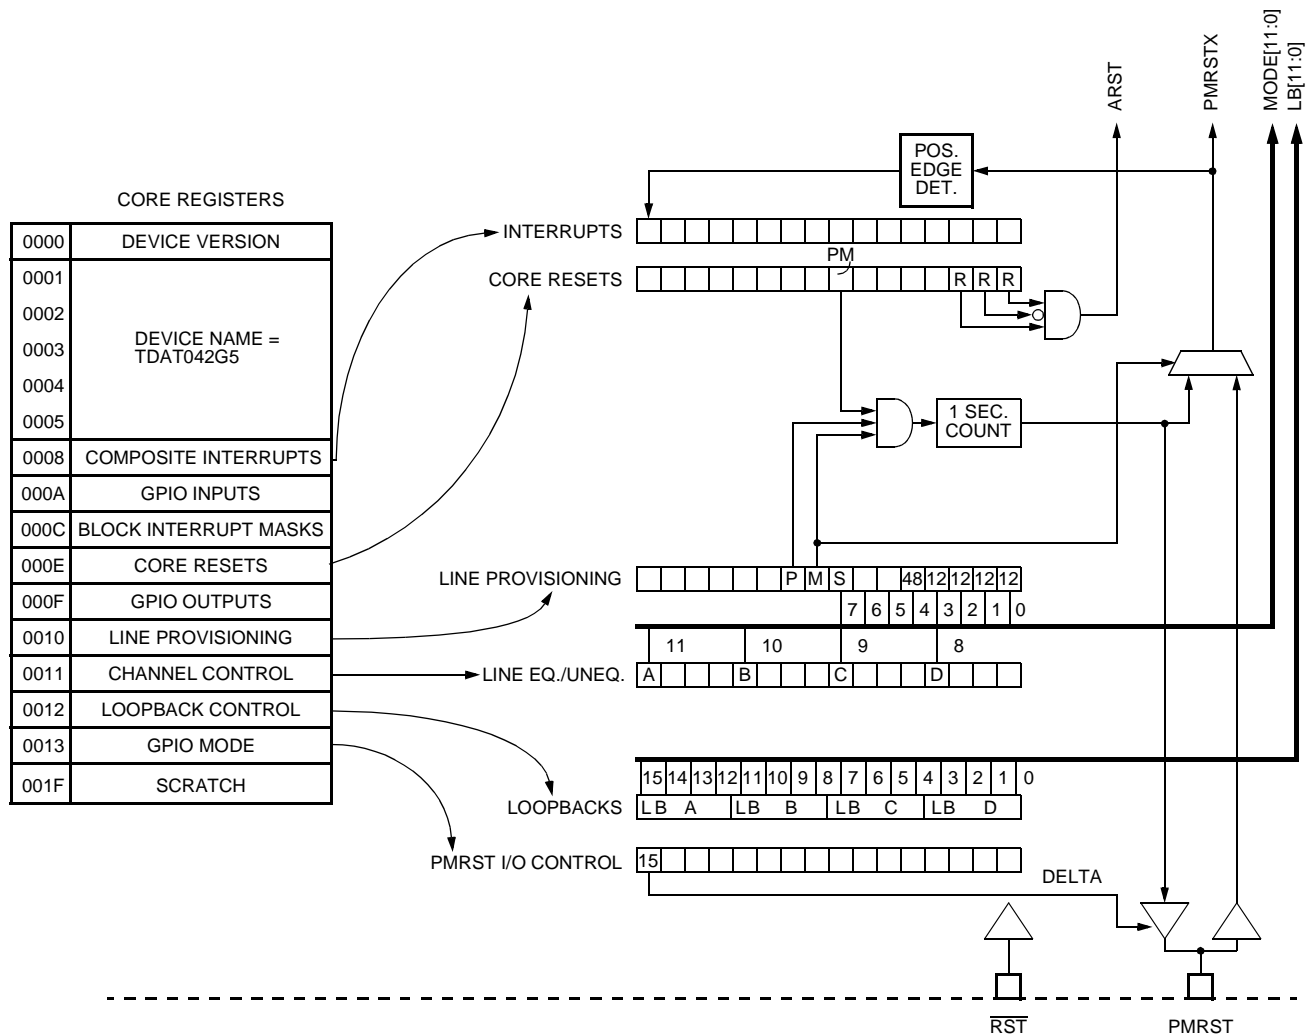 ARST
PMRSTX
MODE[11:0]
LB[11:0]
POS.
EDGE
DET.
CORE REGISTERS
0000 DEVICE VERSION
0001
0002
0003
0004
0005
DEVICE NAME =
TDAT042G5
0008 COMPOSITE INTERRUPTS
000A GPIO INPUTS
000C BLOCK INTERRUPT MASKS
000E CORE RESETS
000F GPIO OUTPUTS
0010 LINE PROVISIONING
0011 CHANNEL CONTROL
0012 LOOPBACK CONTROL
0013 GPIO MODE
001F SCRATCH
INTERRUPTS
PM
CORE RESETS R R R
1 SEC.
COUNT
LINE PROVISIONING P M S 48 12 12 12 12
7 6 5 4 3 2 1 0
11 10 9 8
LINE EQ./UNEQ. A B C D
15 14 13 12 11 10 9 8 7 6 5 4 3 2 1 0
LOOPBACKS LB A LB B LB C LB D
PMRST I/O CONTROL 15
DELTA
RST
PMRST